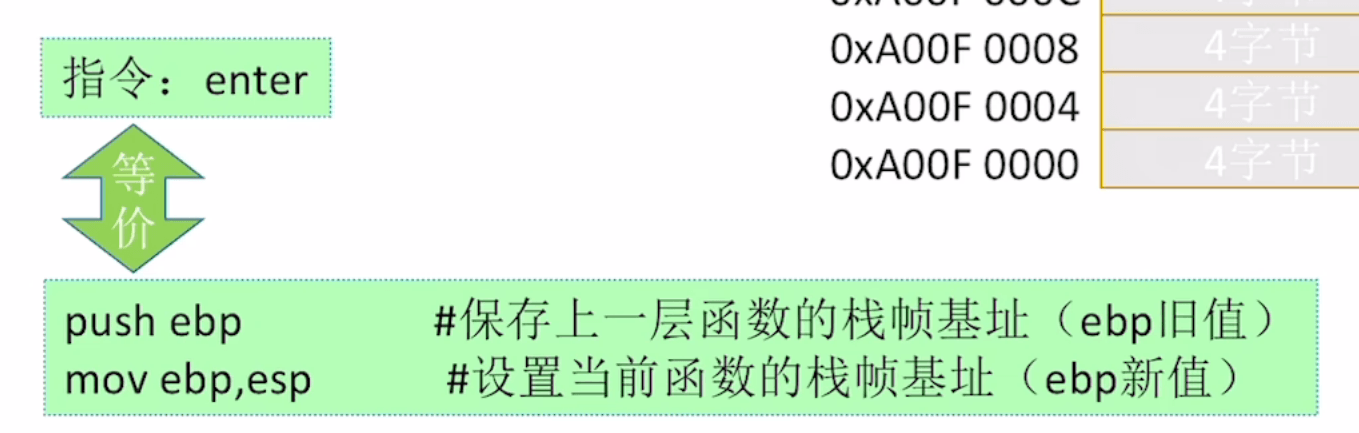 指令：enter
等
价
0xA00F 000C
0xA00F 0008 4字节
0xA00F 0004 4字节
0xA00F 0000 4字节
push ebp #保存上一层函数的栈帧基址（ebp旧值）
mov ebp,esp #设置当前函数的栈帧基址（ebp新值）